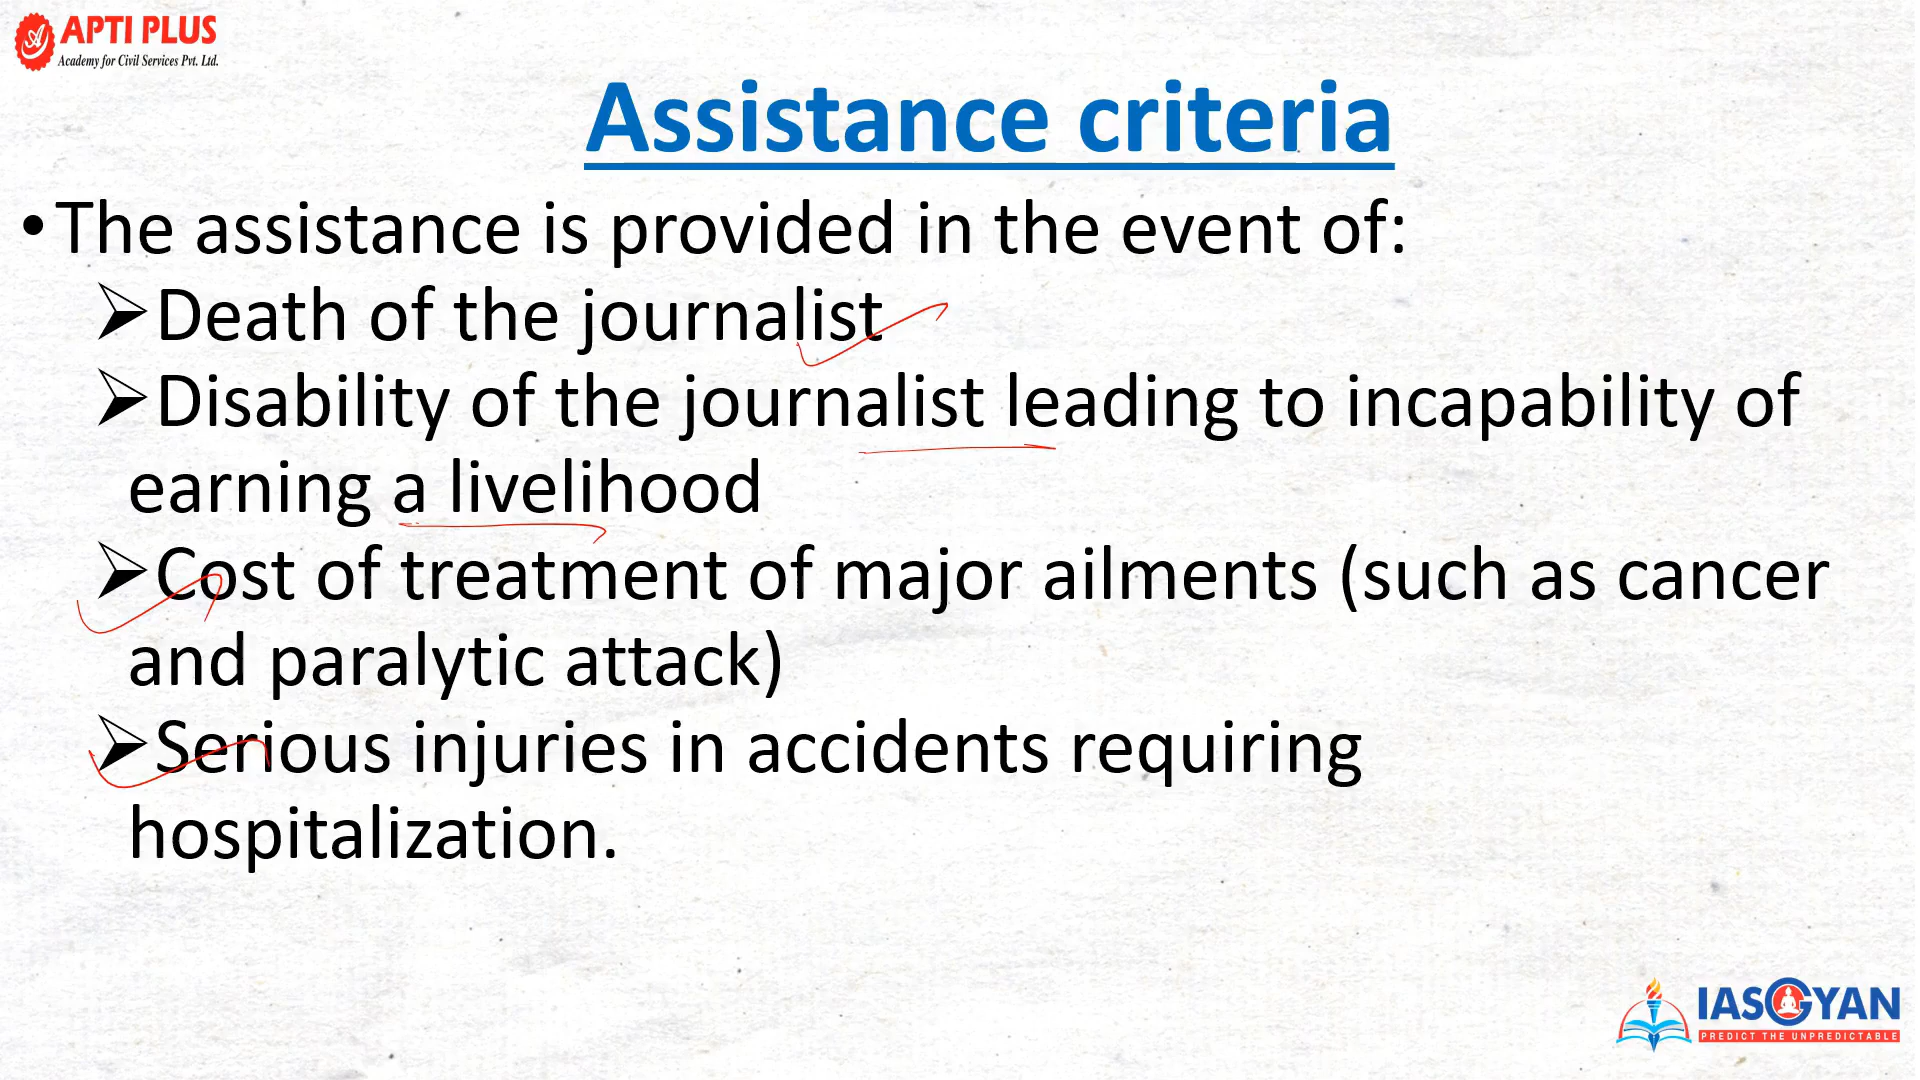 APTI PLUS
Academy for Civil Services Pvt. Ltd.
Assistance criteria
• The assistance is provided in the event of:
➢Death of the journalist
➢Disability of the journalist leading to incapability of
earning a livelihood
➢Cost of treatment of major ailments (such as cancer
and paralytic attack)
➢Serious injuries in accidents requiring
hospitalization.
IASGYAN
PREDICT THE UNPREDICTABLE